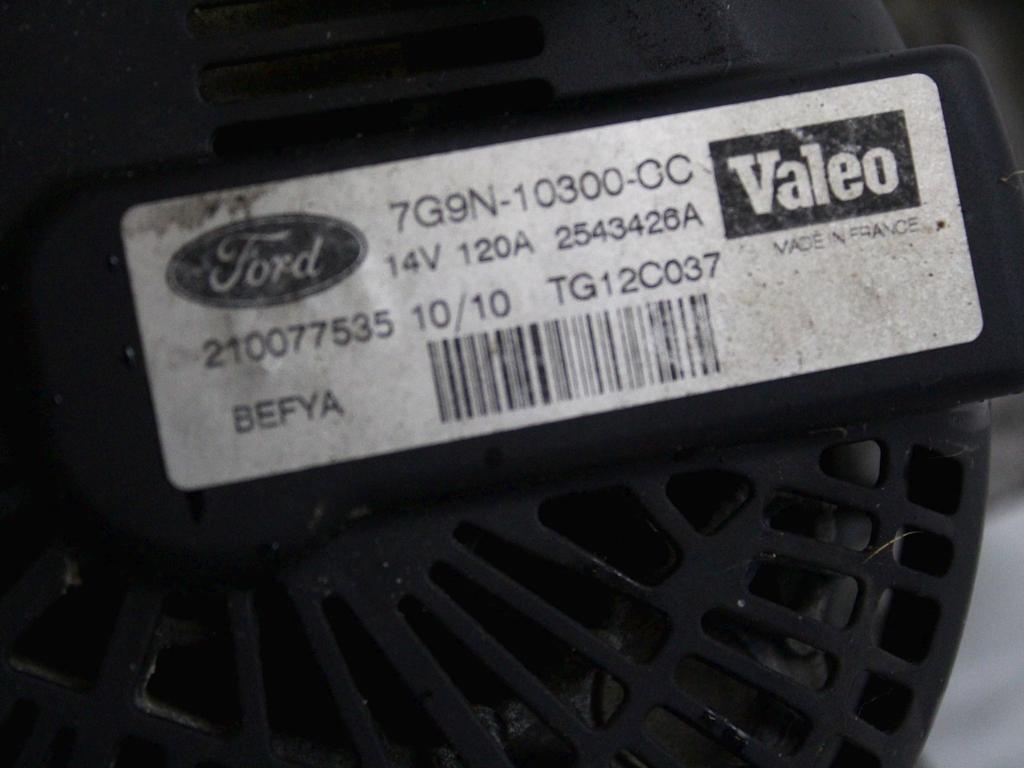 Ford
7G9N-10300-CC
14V 120A 2543426A
210077535 10/10 TG12C037
BEFYA
Valeo
MADE IN FRANCE